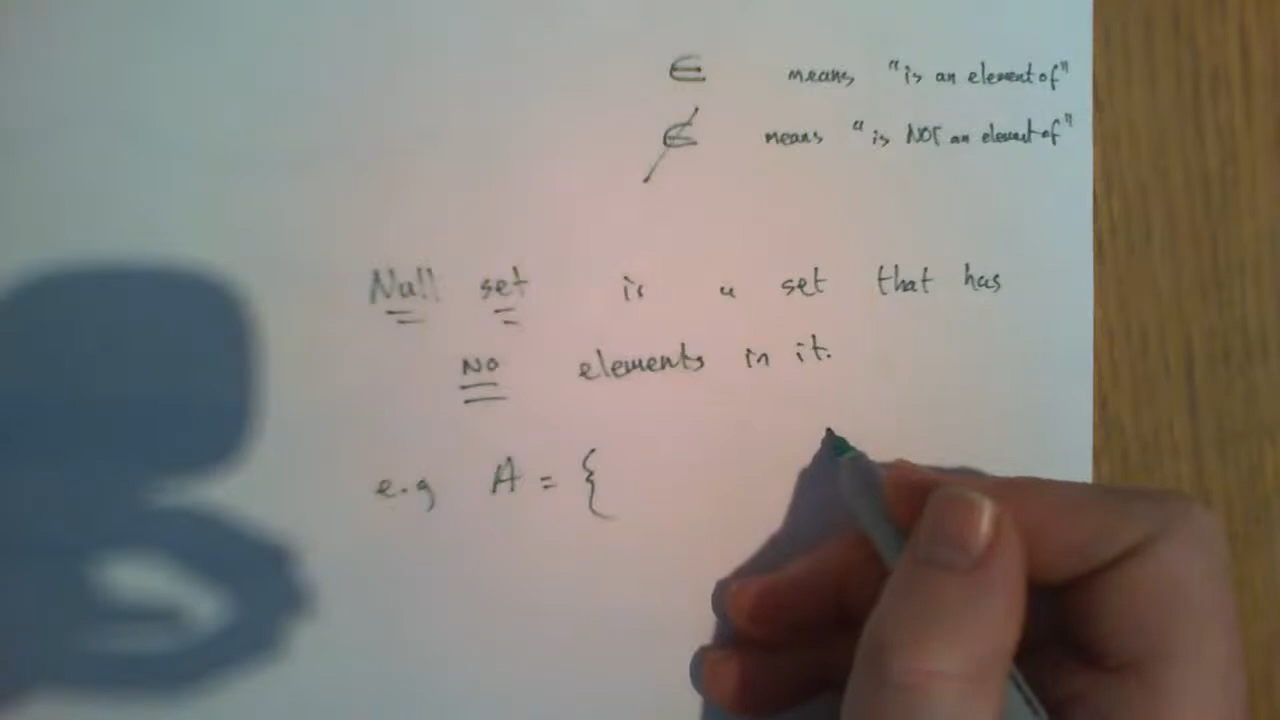 ∈ means "is an element of"
∉ means "is NOT an element of"
Null set is a set that has
NO elements in it.
e.g A = {